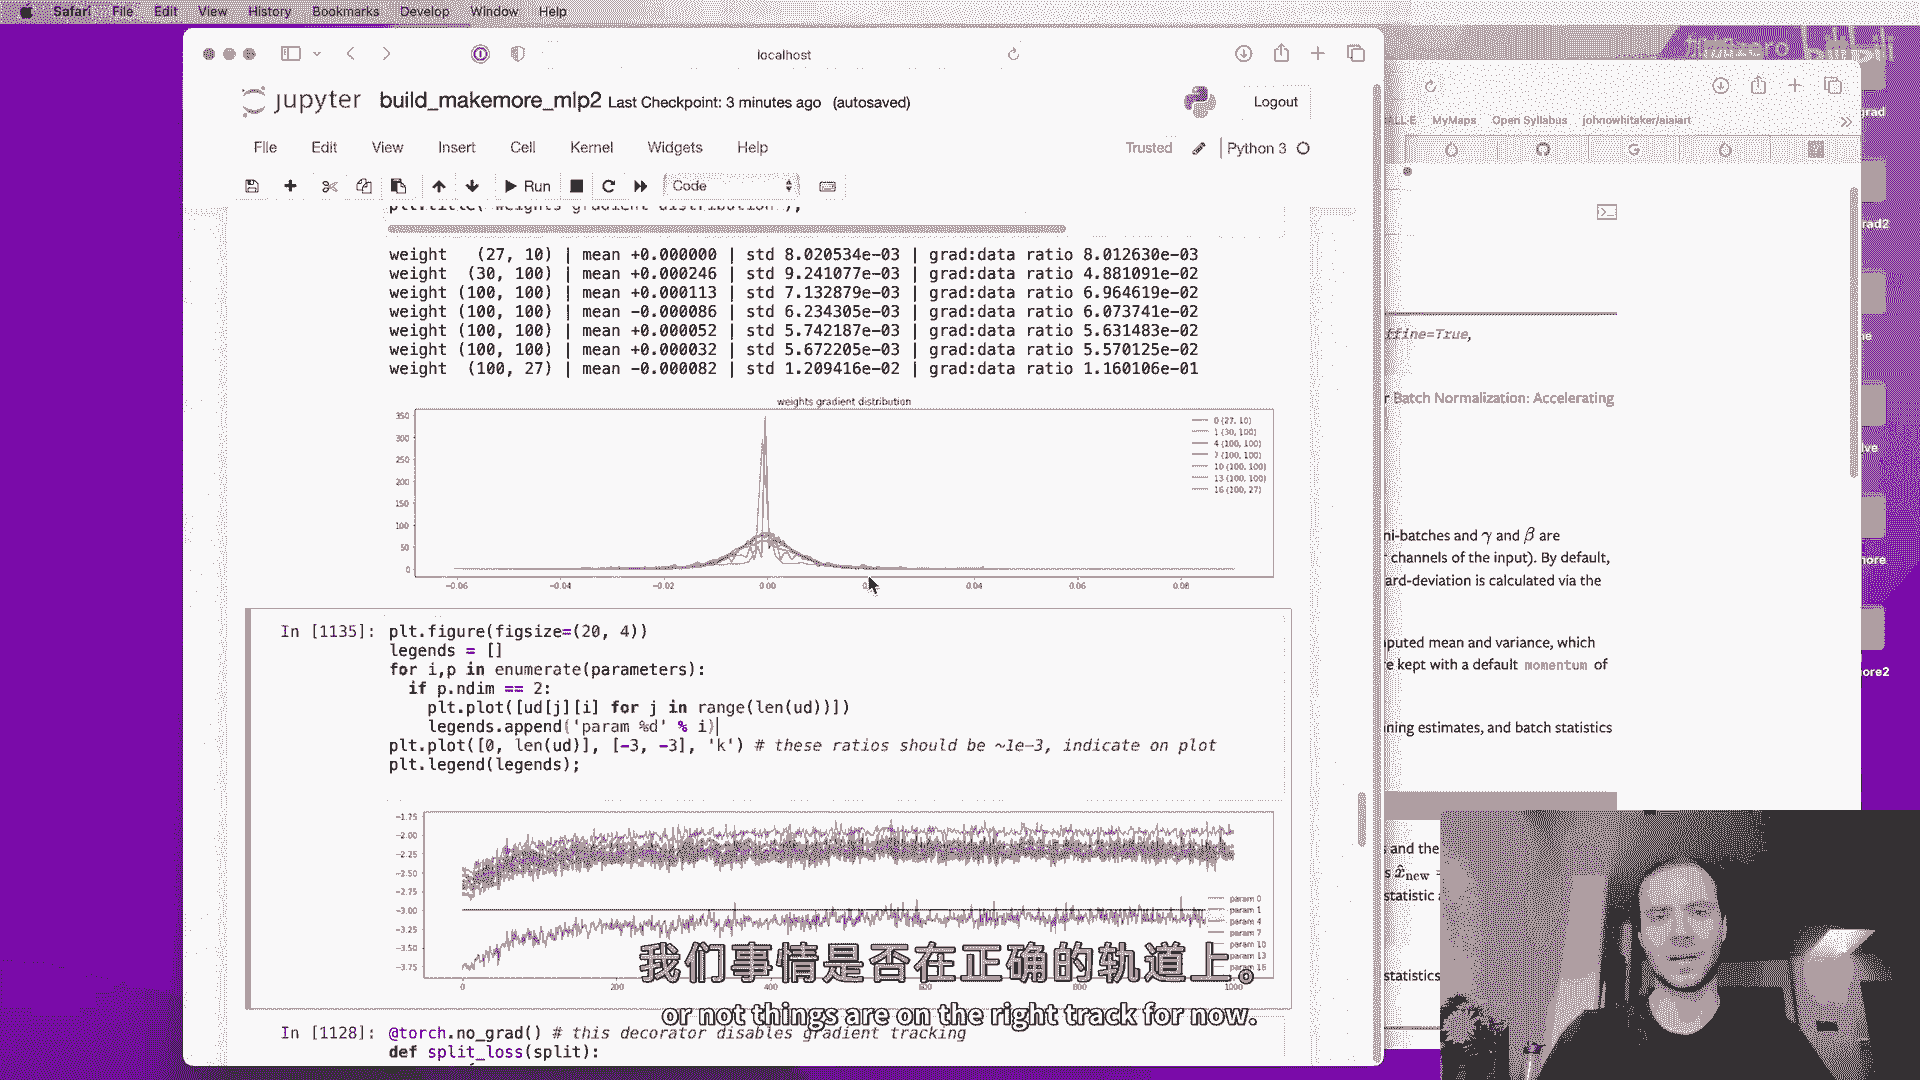 Safari File Edit View History Bookmarks Develop Window Help
localhost
jupyter build_makemore_mlp2 Last Checkpoint: 3 minutes ago (autosaved)
Logout
File Edit View Insert Cell Kernel Widgets Help
Trusted Python 3
Run Code
weight (27, 10) | mean +0.000000 | std 8.020534e-03 | grad:data ratio 8.012630e-03
weight (30, 100) | mean +0.000246 | std 9.241077e-03 | grad:data ratio 4.881091e-02
weight (100, 100) | mean +0.000113 | std 7.132879e-03 | grad:data ratio 6.964619e-02
weight (100, 100) | mean -0.000086 | std 6.234305e-03 | grad:data ratio 6.073741e-02
weight (100, 100) | mean +0.000052 | std 5.742187e-03 | grad:data ratio 5.631483e-02
weight (100, 100) | mean +0.000032 | std 5.672205e-03 | grad:data ratio 5.570125e-02
weight (100, 27) | mean -0.000082 | std 1.209416e-02 | grad:data ratio 1.160106e-01
weights gradient distribution
350
300
250
200
150
100
50
0
-0.06 -0.04 -0.02 0.00 0.04 0.06 0.08
0 (27, 10)
1 (30, 100)
4 (100, 100)
7 (100, 100)
10 (100, 100)
13 (100, 100)
16 (100, 27)
In [1135]: plt.figure(figsize=(20, 4))
legends = []
for i,p in enumerate(parameters):
if p.ndim == 2:
plt.plot([ud[j][i] for j in range(len(ud))])
legends.append('param %d' % i)
plt.plot([0, len(ud)], [-3, -3], 'k') # these ratios should be ~1e-3, indicate on plot
plt.legend(legends);
-1.75
-2.00
-2.25
-2.50
-2.75
-3.00
-3.25
-3.50
-3.75
0 200 400 600 800 1000
param 0
param 1
param 4
param 7
param 10
param 13
param 16
我们事情是否在正确的轨道上。
or not things are on the right track for now.
In [1128]: @torch.no_grad() # this decorator disables gradient tracking
def split_loss(split):
MyMaps Open Syllabus johnowhitaker/aiaiart
ffine=True,
r Batch Normalization: Accelerating
ni-batches and γ and β are
channels of the input). By default,
ard-deviation is calculated via the
puted mean and variance, which
e kept with a default momentum of
ning estimates, and batch statistics
s and the
statistic
statistics